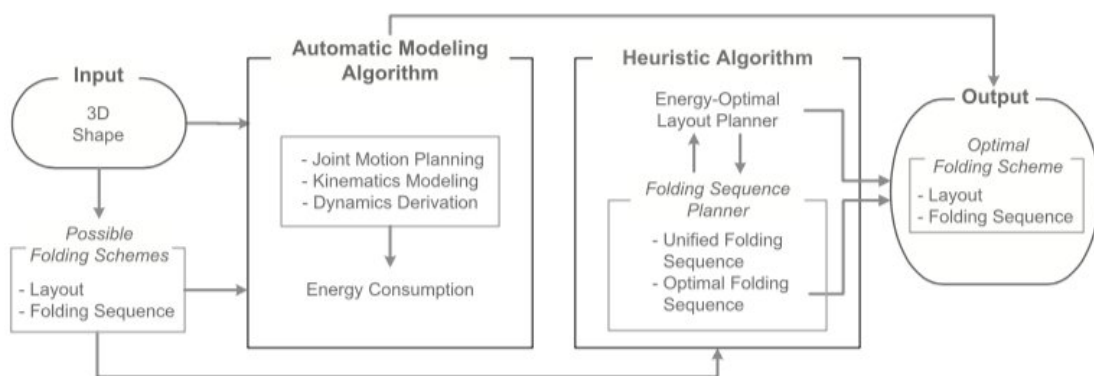 Input
3D
Shape
Possible
Folding Schemes
- Layout
- Folding Sequence
Automatic Modeling
Algorithm
- Joint Motion Planning
- Kinematics Modeling
- Dynamics Derivation
Energy Consumption
Heuristic Algorithm
Energy-Optimal
Layout Planner
Folding Sequence
Planner
- Unified Folding
Sequence
- Optimal Folding
Sequence
Output
Optimal
Folding Scheme
- Layout
- Folding Sequence